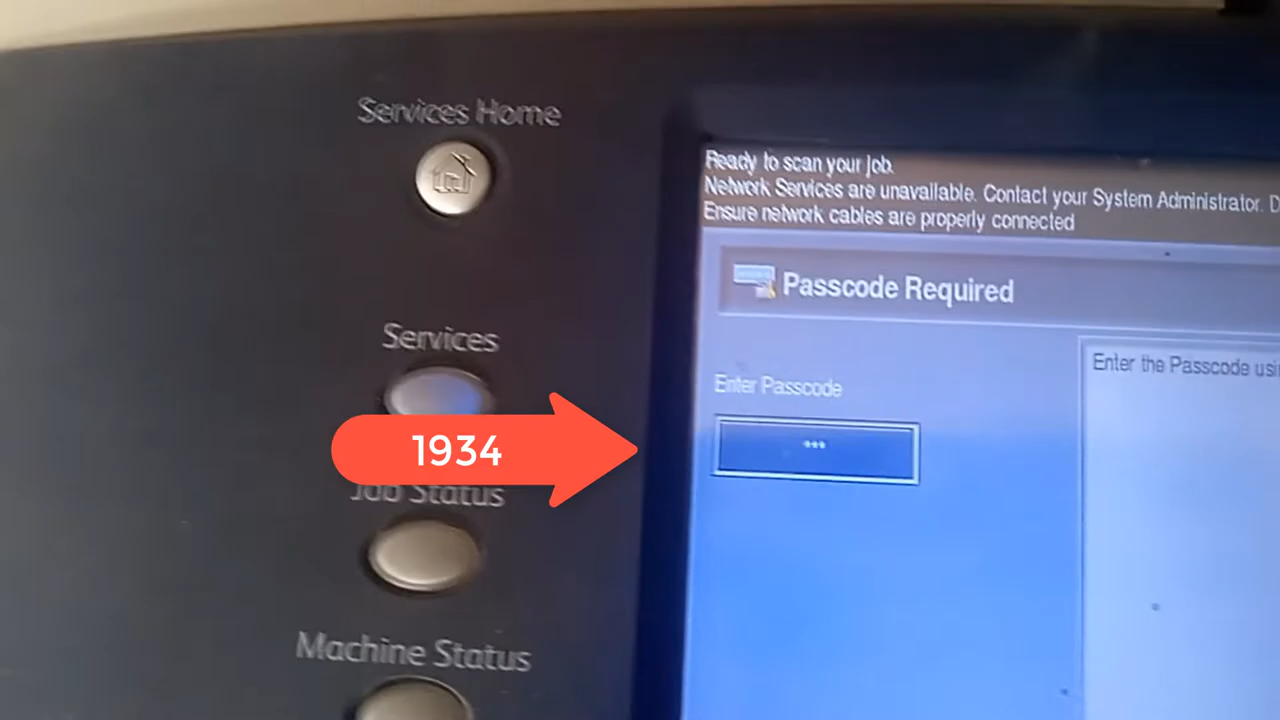 Services Home
Ready to scan your job.
Network Services are unavailable. Contact your System Administrator. D
Ensure network cables are properly connected
Passcode Required
Services
Enter the Passcode usi
Enter Passcode
***
1934
Job Status
Machine Status